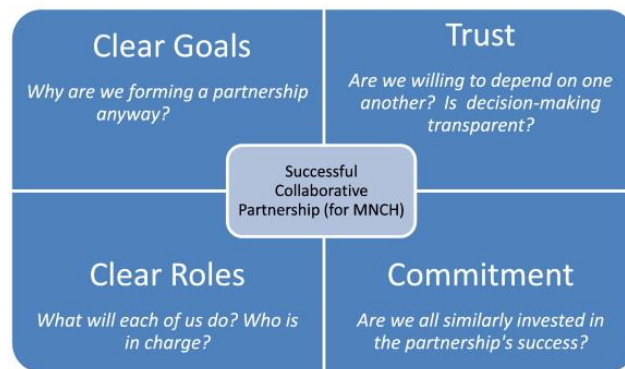 Clear Goals
Why are we forming a partnership
anyway?
Trust
Are we willing to depend on one
another? Is decision-making
transparent?
Successful
Collaborative
Partnership (for MNCH)
Clear Roles
What will each of us do? Who is
in charge?
Commitment
Are we all similarly invested in
the partnership's success?